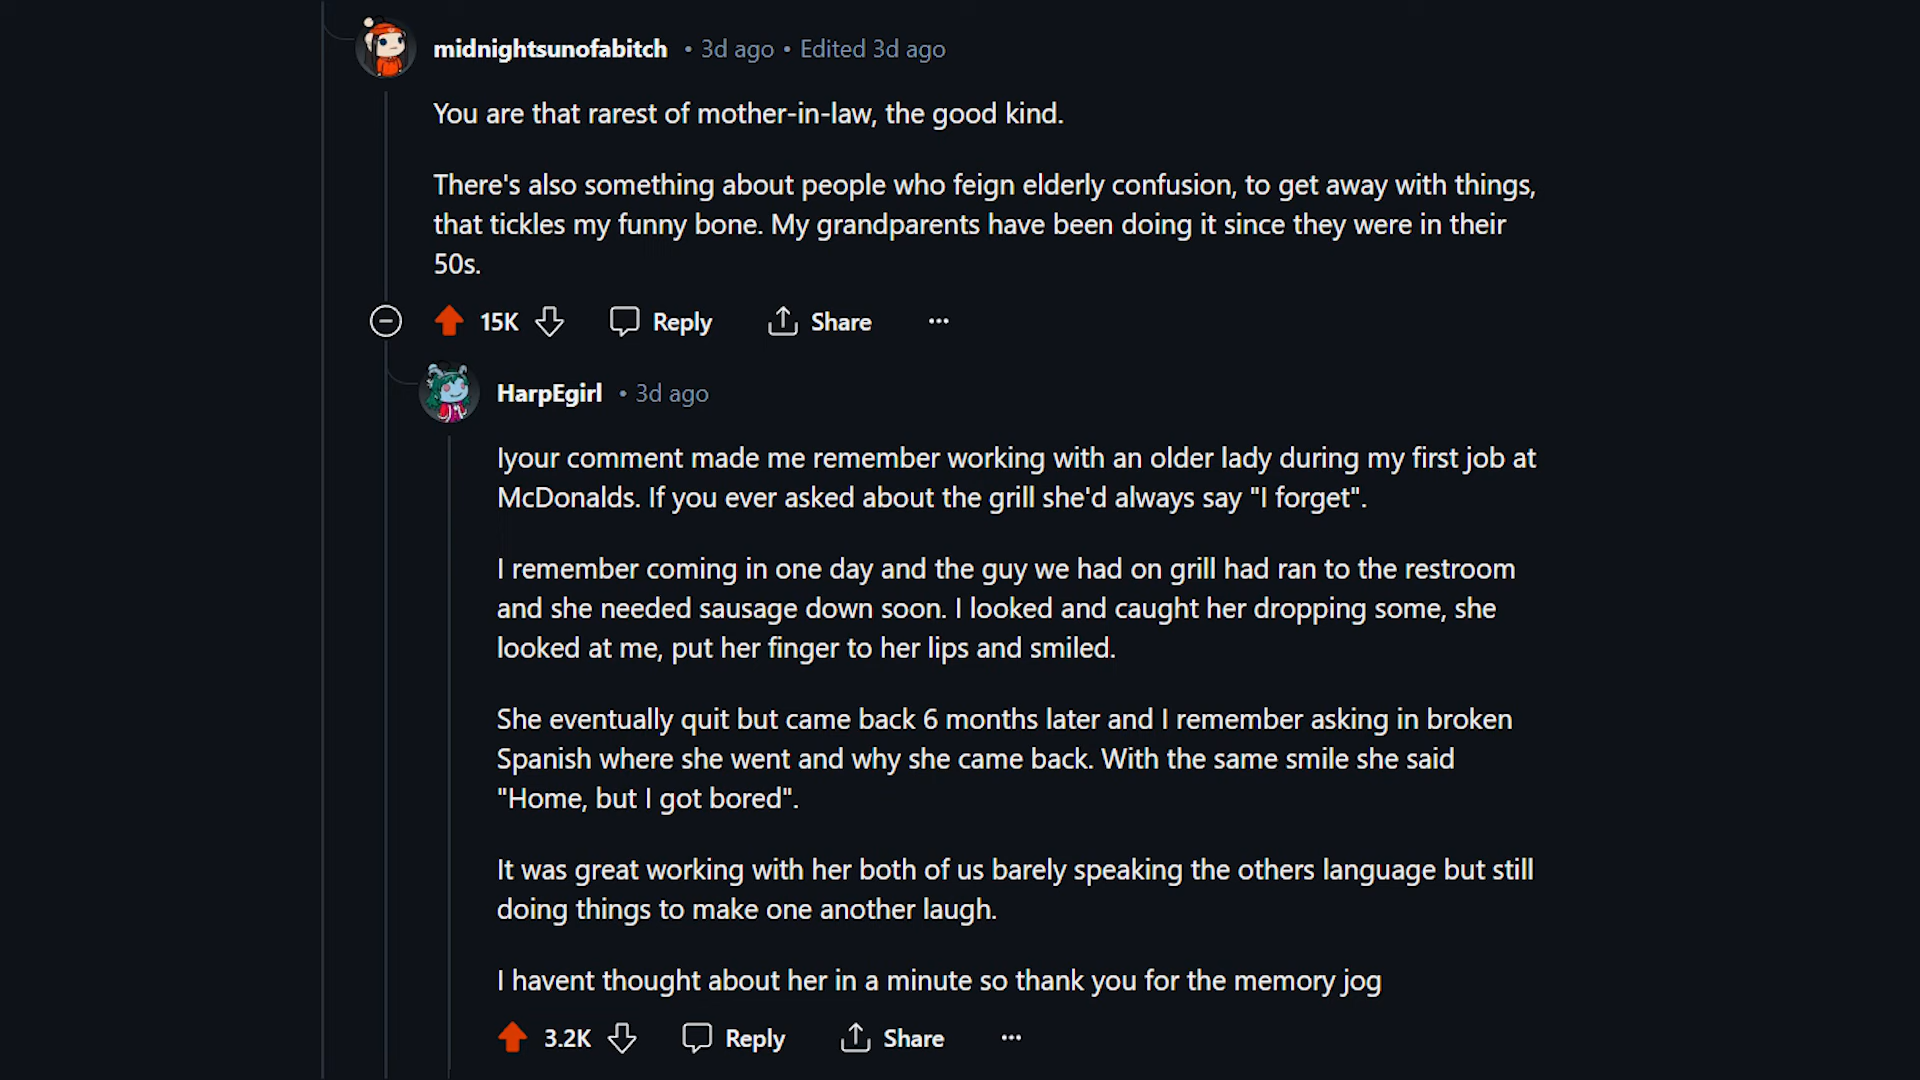 midnightsunofabitch • 3d ago • Edited 3d ago
You are that rarest of mother-in-law, the good kind.
There's also something about people who feign elderly confusion, to get away with things,
that tickles my funny bone. My grandparents have been doing it since they were in their
50s.
15K Reply Share ...
HarpEgirl • 3d ago
Iyour comment made me remember working with an older lady during my first job at
McDonalds. If you ever asked about the grill she'd always say "I forget".
I remember coming in one day and the guy we had on grill had ran to the restroom
and she needed sausage down soon. I looked and caught her dropping some, she
looked at me, put her finger to her lips and smiled.
She eventually quit but came back 6 months later and I remember asking in broken
Spanish where she went and why she came back. With the same smile she said
"Home, but I got bored".
It was great working with her both of us barely speaking the others language but still
doing things to make one another laugh.
I havent thought about her in a minute so thank you for the memory jog
3.2K Reply Share ...